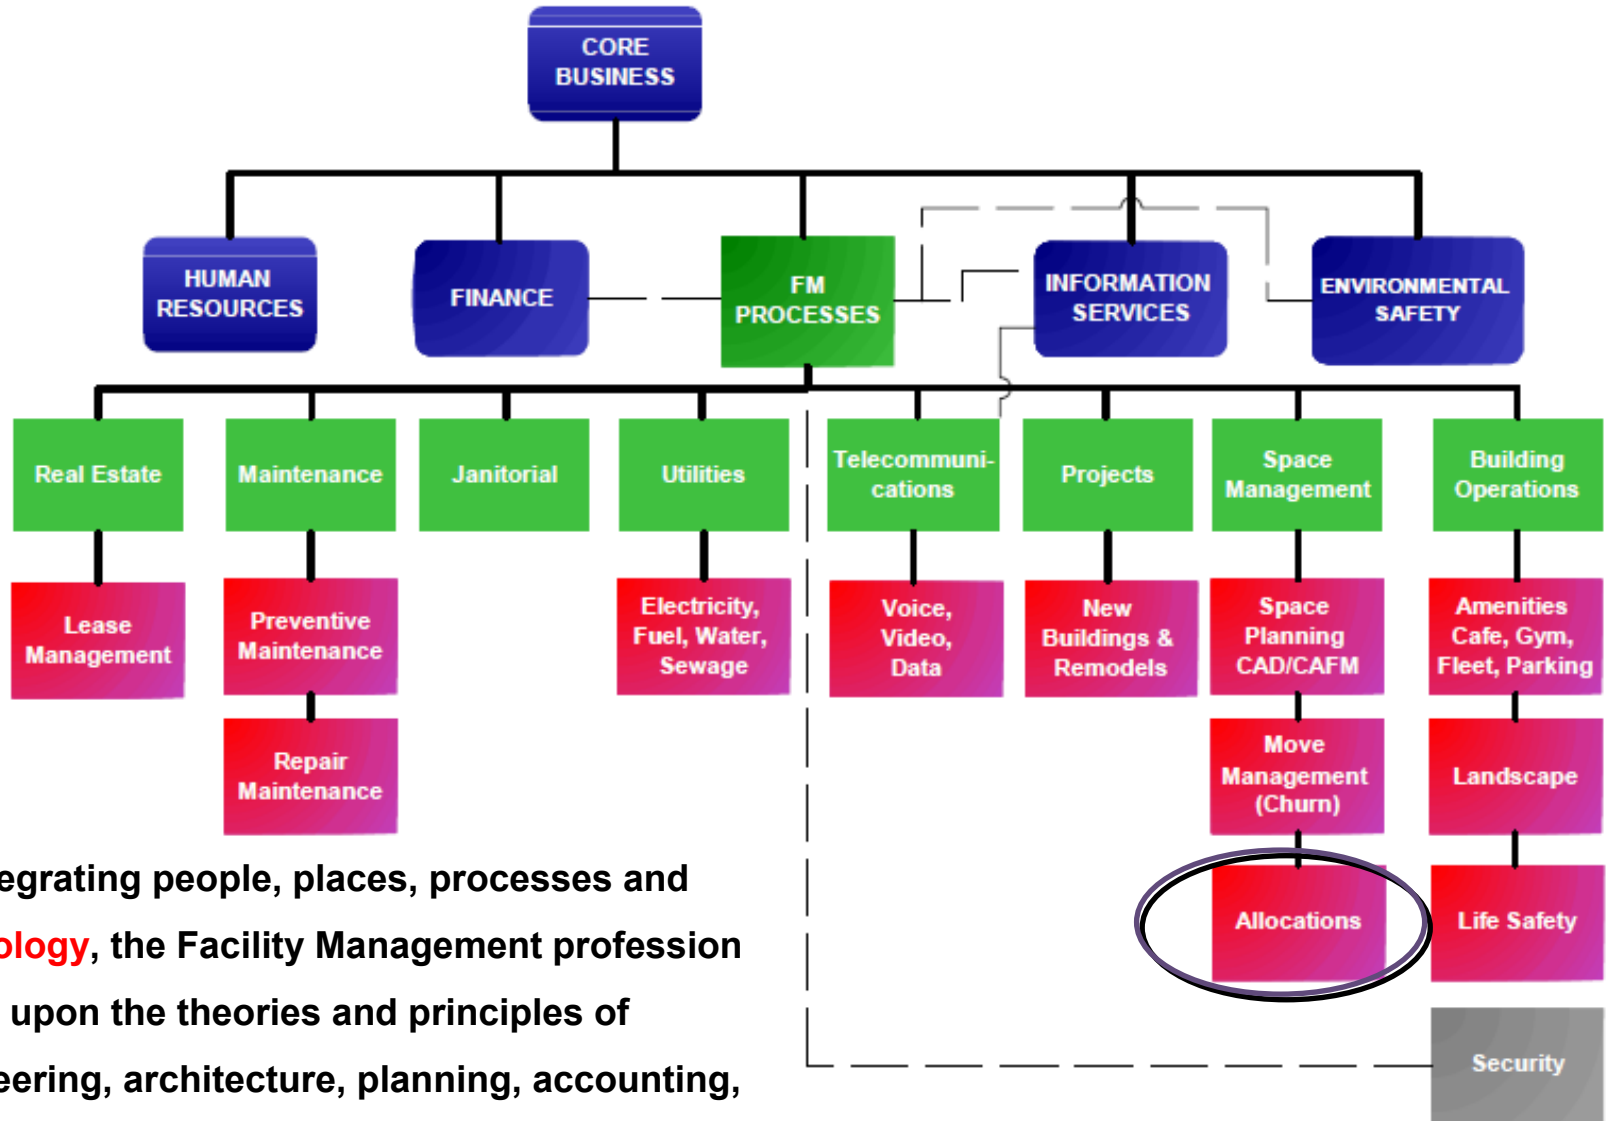 CORE
BUSINESS
HUMAN
RESOURCES
FINANCE
FM
PROCESSES
INFORMATION
SERVICES
ENVIRONMENTAL
SAFETY
Real Estate
Maintenance
Janitorial
Utilities
Telecommuni-
cations
Projects
Space
Management
Building
Operations
Lease
Management
Preventive
Maintenance
Electricity,
Fuel, Water,
Sewage
Voice,
Video,
Data
New
Buildings &
Remodels
Space
Planning
CAD/CAFM
Amenities
Cafe, Gym,
Fleet, Parking
Repair
Maintenance
Move
Management
(Churn)
Landscape
Allocations
Life Safety
Security
egrating people, places, processes and
ology, the Facility Management profession
upon the theories and principles of
eering, architecture, planning, accounting,